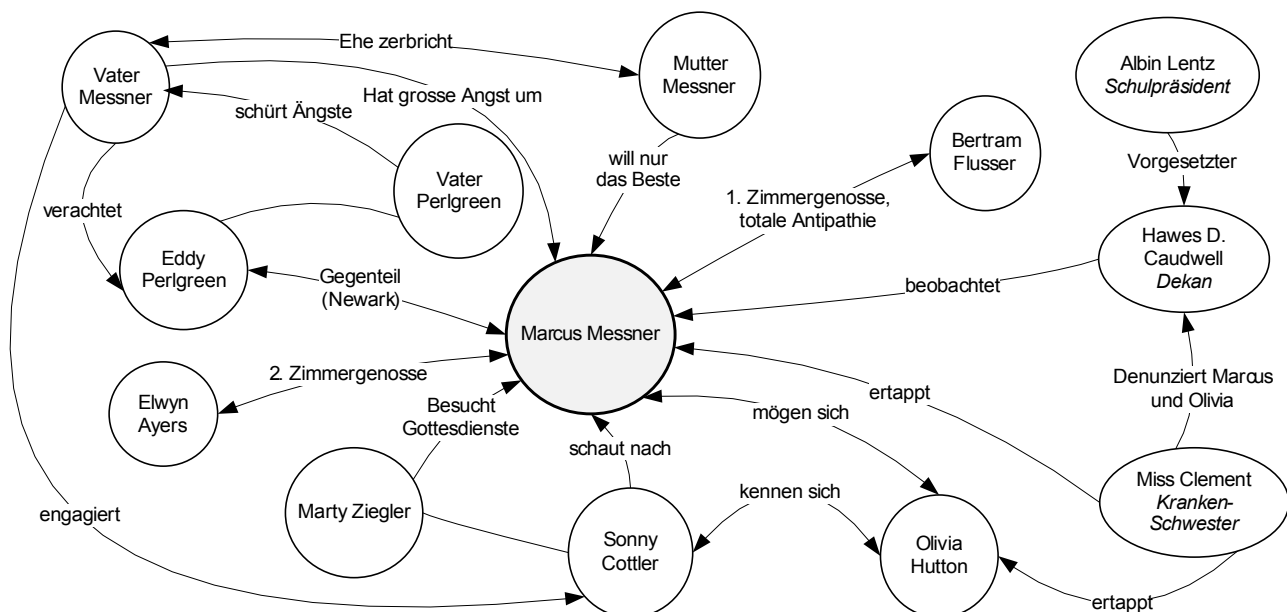 Ehe zerbricht
Vater
Messner
Mutter
Messner
Albin Lentz
Schulpräsident
Hat grosse Angst um
schürt Ängste
Bertram
Flusser
Vorgesetzter
Vater
Perlgreen
will nur
das Beste
1. Zimmergenosse,
totale Antipathie
verachtet
Eddy
Perlgreen
Hawes D.
Caudwell
Dekan
Gegenteil
(Newark)
beobachtet
Marcus Messner
2. Zimmergenosse
ertappt
Denunziert Marcus
und Olivia
Elwyn
Ayers
Besucht
Gottesdienste
mögen sich
schaut nach
Miss Clement
Kranken-
Schwester
kennen sich
engagiert
Marty Ziegler
Sonny
Cottler
Olivia
Hutton
ertappt